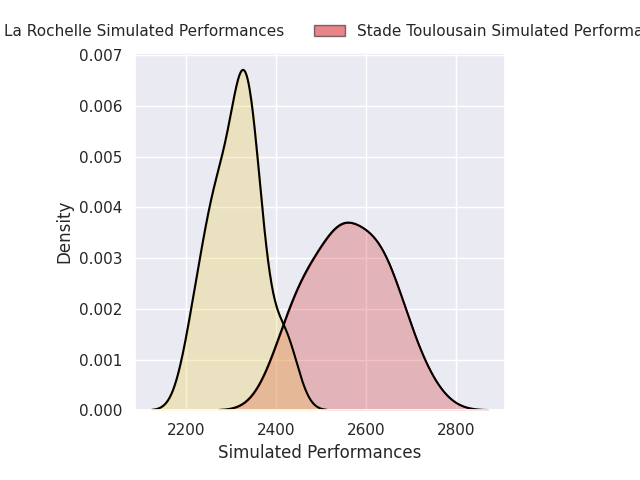 La Rochelle Simulated Performances
Stade Toulousain Simulated Performa
0.007
0.006
0.005
0.004
0.003
0.002
0.001
0.000
Density
2200 2400 2600 2800
Simulated Performances